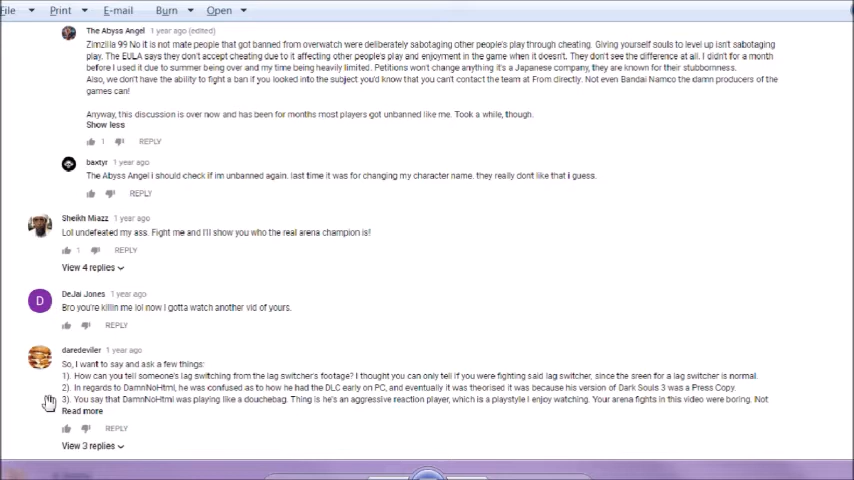 File Print E-mail Burn Open
The Abyss Angel 1 year ago (edited)
Zimzilla 99 No it is not mate people that got banned from overwatch were deliberately sabotaging other people's play through cheating. Giving yourself souls to level up isn't sabotaging
play. The EULA says they don't accept cheating due to it affecting other people's play and enjoyment in the game when it doesn't. They don't see the difference at all. I didn't for a month
before I used it due to summer being over and my time being heavily limited. Petitions won't change anything it's a Japanese company, they are known for their stubbornness.
Also, we don't have the ability to fight a ban if you looked into the subject you'd know that you can't contact the team at From directly. Not even Bandai Namco the damn producers of the
games can!
Anyway, this discussion is over now and has been for months most players got unbanned like me. Took a while, though.
Show less
1 REPLY
baxtyr 1 year ago
The Abyss Angel i should check if im unbanned again. last time it was for changing my character name. they really dont like that i guess.
REPLY
Sheikh Miazz 1 year ago
Lol undefeated my ass. Fight me and I'll show you who the real arena champion is!
1 REPLY
View 4 replies
D
DeJai Jones 1 year ago
Bro you're killin me lol now I gotta watch another vid of yours.
REPLY
daredeviler 1 year ago
So, I want to say and ask a few things:
1). How can you tell someone's lag switching from the lag switcher's footage? I thought you can only tell if you were fighting said lag switcher, since the sreen for a lag switcher is normal.
2). In regards to DamnNoHtml, he was confused as to how he had the DLC early on PC, and eventually it was theorised it was because his version of Dark Souls 3 was a Press Copy.
3). You say that DamnNoHtml was playing like a douchebag. Thing is he's an aggressive reaction player, which is a playstyle I enjoy watching. Your arena fights in this video were boring. Not
Read more
REPLY
View 3 replies